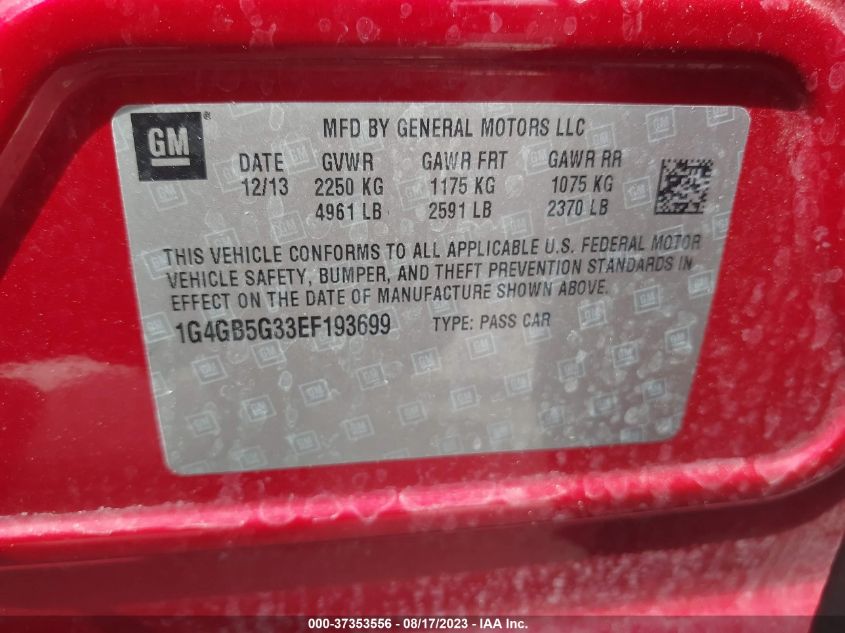 GM ® MFD BY GENERAL MOTORS LLC
DATE GVWR GAWR FRT GAWR RR
12/13 2250 KG 1175 KG 1075 KG
4961 LB 2591 LB 2370 LB
THIS VEHICLE CONFORMS TO ALL APPLICABLE U.S. FEDERAL MOTOR
VEHICLE SAFETY, BUMPER, AND THEFT PREVENTION STANDARDS IN
EFFECT ON THE DATE OF MANUFACTURE SHOWN ABOVE.
1G4GB5G33EF193699 TYPE: PASS CAR
000-37353556 - 08/17/2023 - IAA Inc.